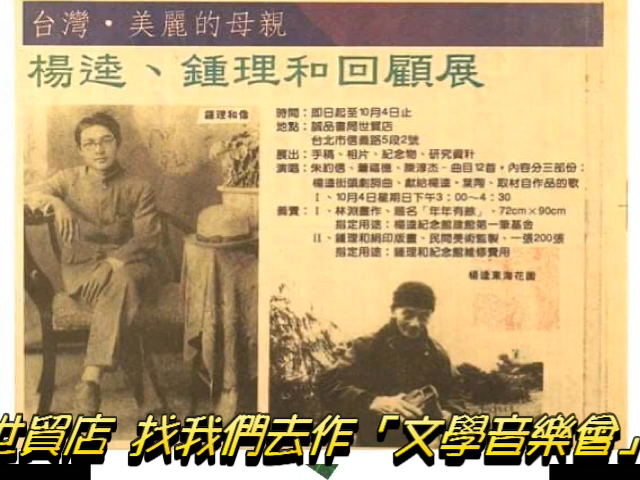 台灣·美麗的母親
楊逵、鍾理和回顧展
鍾理和像
時間：即日起至10月4日止
地點：誠品書局世貿店
台北市信義路5段2號
展出：手稿、相片、紀念物、研究資料
演唱：朱約信、蕭福德、陳淳杰－曲目12首，內容分三部份：
楊逵街頭劇詞曲、獻給楊逵、葉陶、取材自作品的歌
I、10月4日星期日下午3：00～4：30
義賣：I、林淵畫作、題名「年年有餘」，72cm×90cm
指定用途：楊逵紀念館建館第一筆基金
II、鍾理和絹印版畫、民間美術監製、一張200張
指定用途：鍾理和紀念館維修費用
楊逵東海花園
世貿店 找我們去作「文學音樂會」